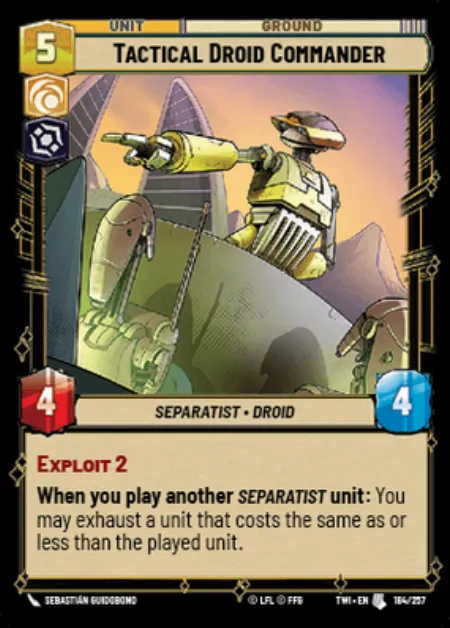 UNIT
GROUND
5
TACTICAL DROID COMMANDER
4
SEPARATIST • DROID
4
EXPLOIT 2
When you play another SEPARATIST unit: You
may exhaust a unit that costs the same as or
less than the played unit.
SEBASTIÁN GUIDOBONO
© LFL © FFG
TWI • EN
184/257